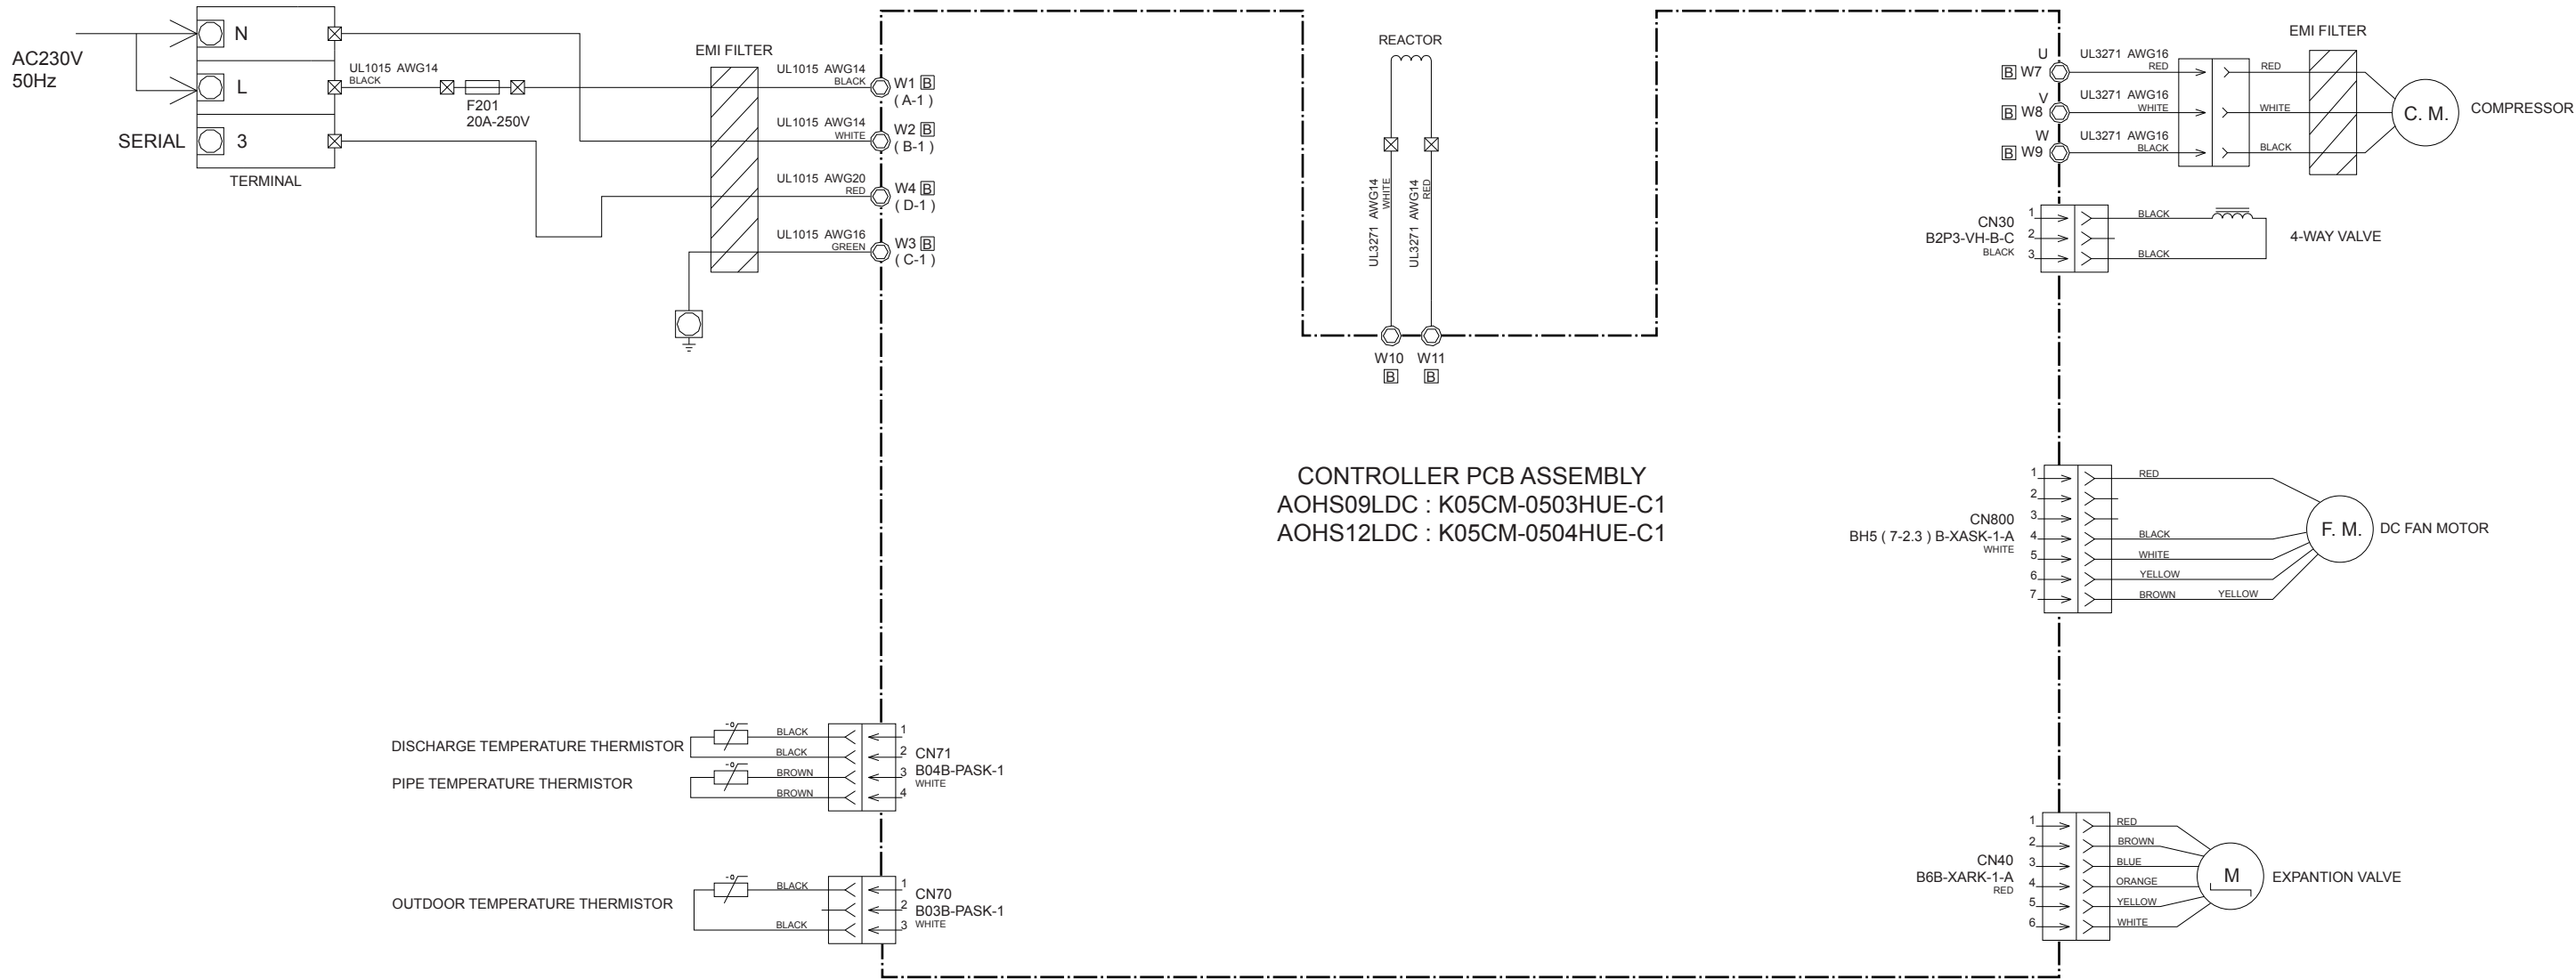 AC230V
50Hz
N
L
SERIAL
3
TERMINAL
UL1015 AWG14
BLACK
F201
20A-250V
EMI FILTER
UL1015 AWG14
BLACK
W1 B
( A-1 )
UL1015 AWG14
WHITE
W2 B
( B-1 )
UL1015 AWG20
RED
W4 B
( D-1 )
UL1015 AWG16
GREEN
W3 B
( C-1 )
REACTOR
UL3271 AWG14
WHITE
UL3271 AWG14
RED
W10 W11
B B
EMI FILTER
U
B W7
UL3271 AWG16
RED
RED
V
B W8
UL3271 AWG16
WHITE
WHITE
W
B W9
UL3271 AWG16
BLACK
BLACK
C. M.
COMPRESSOR
CN30
B2P3-VH-B-C
BLACK
1
2
3
BLACK
BLACK
4-WAY VALVE
CONTROLLER PCB ASSEMBLY
AOHS09LDC : K05CM-0503HUE-C1
AOHS12LDC : K05CM-0504HUE-C1
CN800
BH5 ( 7-2.3 ) B-XASK-1-A
WHITE
1
2
3
4
5
6
7
RED
BLACK
WHITE
YELLOW
BROWN YELLOW
F. M.
DC FAN MOTOR
DISCHARGE TEMPERATURE THERMISTOR
PIPE TEMPERATURE THERMISTOR
BLACK
BLACK
BROWN
BROWN
1
2
3
4
CN71
B04B-PASK-1
WHITE
OUTDOOR TEMPERATURE THERMISTOR
BLACK
BLACK
1
2
3
CN70
B03B-PASK-1
WHITE
CN40
B6B-XARK-1-A
RED
1
2
3
4
5
6
RED
BROWN
BLUE
ORANGE
YELLOW
WHITE
M
EXPANTION VALVE